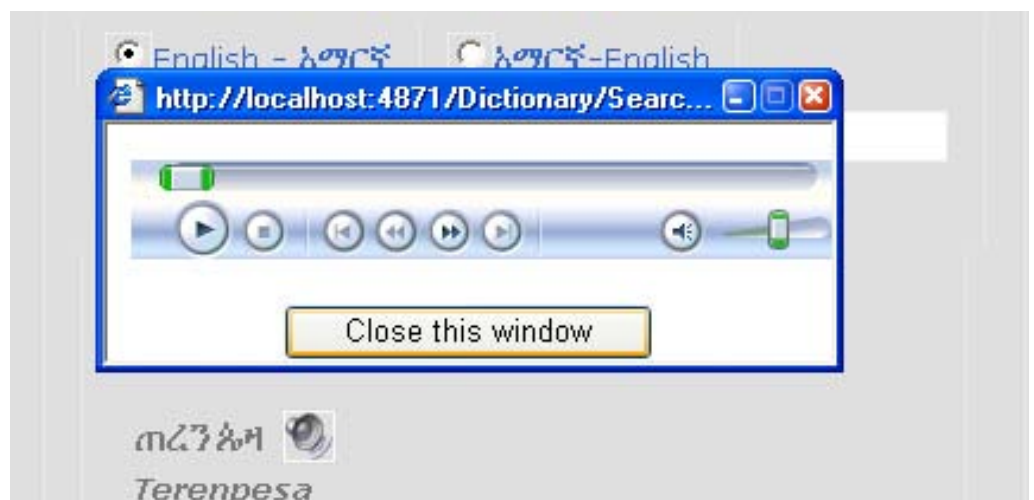 English - አማርኛ አማርኛ-English
http://localhost:4871/Dictionary/Searc...
Close this window
ጠረንጴዛ
Terenpesa